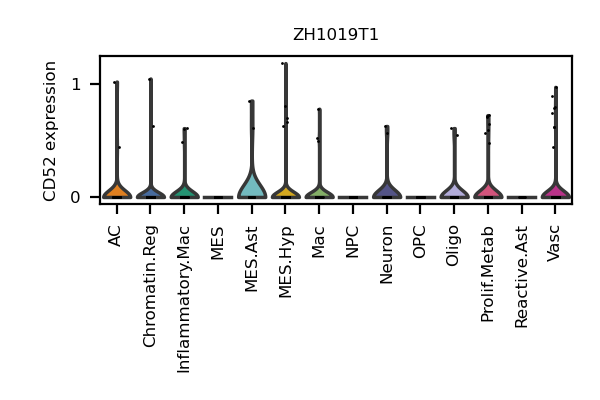 ZH1019T1
CD52 expression
1
0
AC
Chromatin.Reg
Inflammatory.Mac
MES
MES.Ast
MES.Hyp
Mac
NPC
Neuron
OPC
Oligo
Prolif.Metab
Reactive.Ast
Vasc